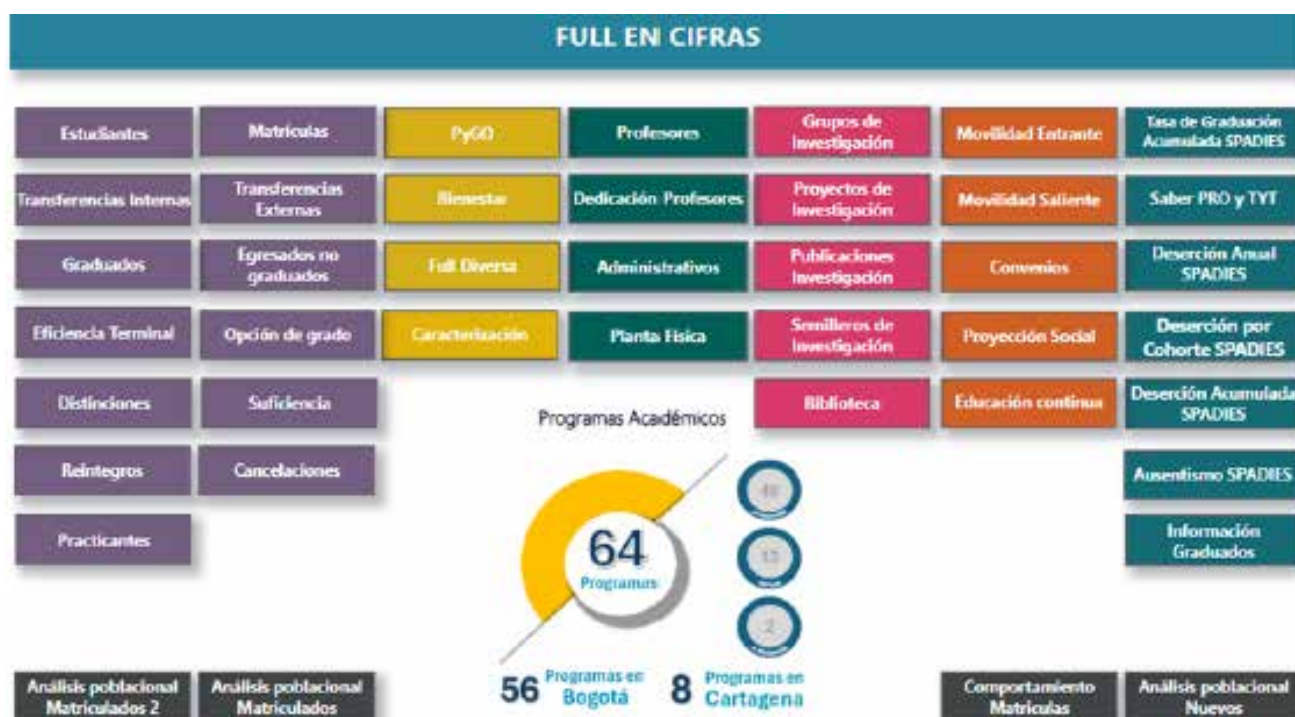 FULL EN CIFRAS
Estudiantes
Matrículas
PyGO
Profesores
Grupos de
Investigación
Movilidad Entrante
Tasa de Graduación
Acumulada SPADIES
Transferencias Internas
Transferencias
Externas
Bienestar
Dedicación Profesores
Proyectos de
Investigación
Movilidad Saliente
Saber PRO y TYT
Graduados
Egresados no
graduados
Full Diversa
Administrativos
Publicaciones
Investigación
Convenios
Deserción Anual
SPADIES
Eficiencia Terminal
Opción de grado
Caracterización
Planta Física
Semilleros de
Investigación
Proyección Social
Deserción por
Cohorte SPADIES
Distinciones
Suficiencia
Biblioteca
Educación continua
Deserción Acumulada
SPADIES
Programas Académicos
Reintegros
Cancelaciones
Ausentismo SPADIES
Practicantes
64
Programas
2
Información
Graduados
56 Programas en
Bogotá
8 Programas en
Cartagena
Análisis poblacional
Matriculados 2
Análisis poblacional
Matriculados
Comportamiento
Matriculas
Análisis poblacional
Nuevos